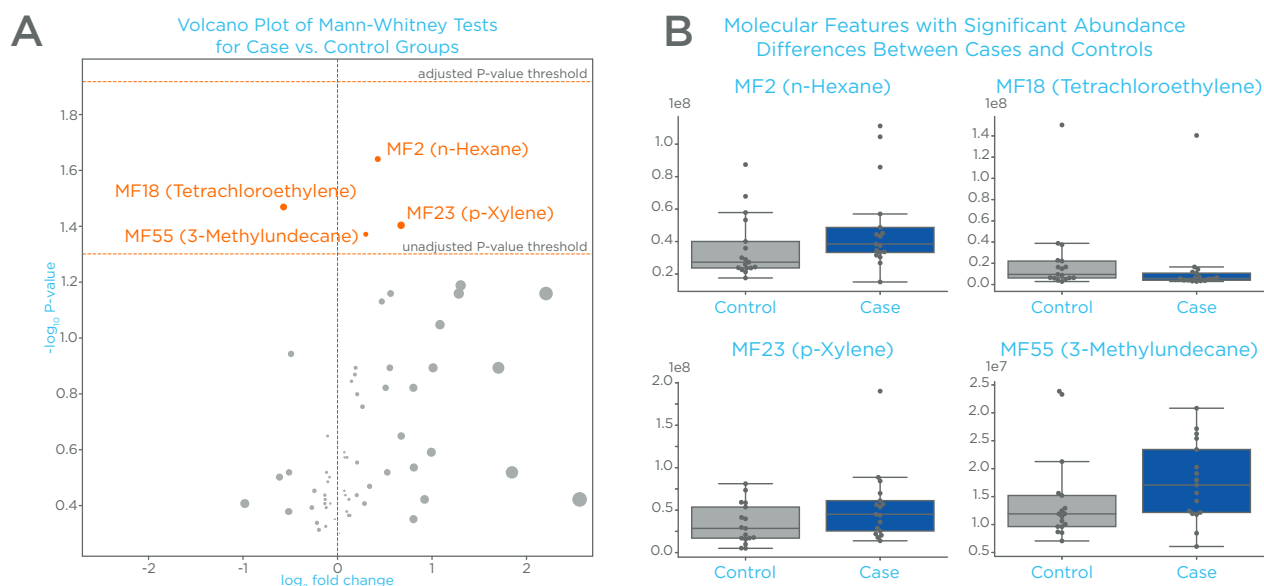 A
Volcano Plot of Mann-Whitney Tests
for Case vs. Control Groups
adjusted P-value threshold
1.8
MF2 (n-Hexane)
1.6
MF18 (Tetrachloroethylene)
MF23 (p-Xylene)
1.4
MF55 (3-Methylundecane)
unadjusted P-value threshold
1.2
-log₁₀ P-value
1.0
0.8
0.6
0.4
-2
-1
0
1
2
log₂ fold change
B
Molecular Features with Significant Abundance
Differences Between Cases and Controls
MF2 (n-Hexane)
1e8
1.0
0.8
0.6
0.4
0.2
Control
Case
MF18 (Tetrachloroethylene)
1e8
1.4
1.2
1.0
0.8
0.6
0.4
0.2
0.0
Control
Case
MF23 (p-Xylene)
1e8
2.0
1.5
1.0
0.5
0.0
Control
Case
MF55 (3-Methylundecane)
1e7
2.5
2.0
2.5
2.0
1.5
1.0
0.5
Control
Case